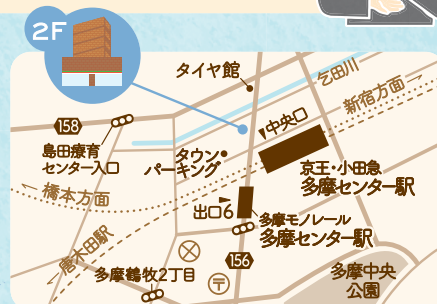 2F
タイヤ館
乞田川
新宿方面→
158
中央口
島田療育
センター入口
タウン
パーキング
京王・小田急
多摩センター駅
←橋本方面
出口6
多摩モノレール
多摩センター駅
←唐木田駅
156
多摩鶴牧2丁目
〒
多摩中央
公園